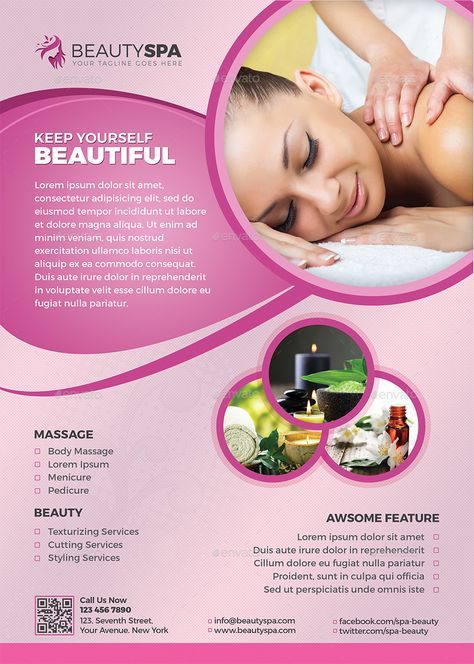 BEAUTYSPA
YOUR TAGLINE GOES HERE
KEEP YOURSELF
BEAUTIFUL
Lorem ipsum dolor sit amet,
consectetur adipiscing elit, sed do
tempor incididunt ut labore et dolore
magna aliqua. Ut enim ad minim
veniam, quis nostrud exercitation
ullamco laboris nisi ut aliquip
ex ea commodo consequat.
Duis aute irure dolor in reprehenderit
in voluptate velit esse cillum dolore
eu fugiat nulla pariatur.
MASSAGE
Body Massage
Lorem Ipsum
Menicure
Pedicure
BEAUTY
Texturizing Services
Cutting Services
Styling Services
AWSOME FEATURE
Lorem ipsum dolor sit amet
Duis aute irure dolor in reprehenderit
Cillum dolore eu fugiat nulla pariatur
Proident, sunt in culpa qui officia
Sed ut perspiciatis unde omnis iste
Call Us Now
123 456 7890
123. Seventh Street,
Your Avenue. New York
info@beautyspa.com
www.beautyspa.com
facebook.com/spa-beauty
twitter.com/spa-beauty
envato